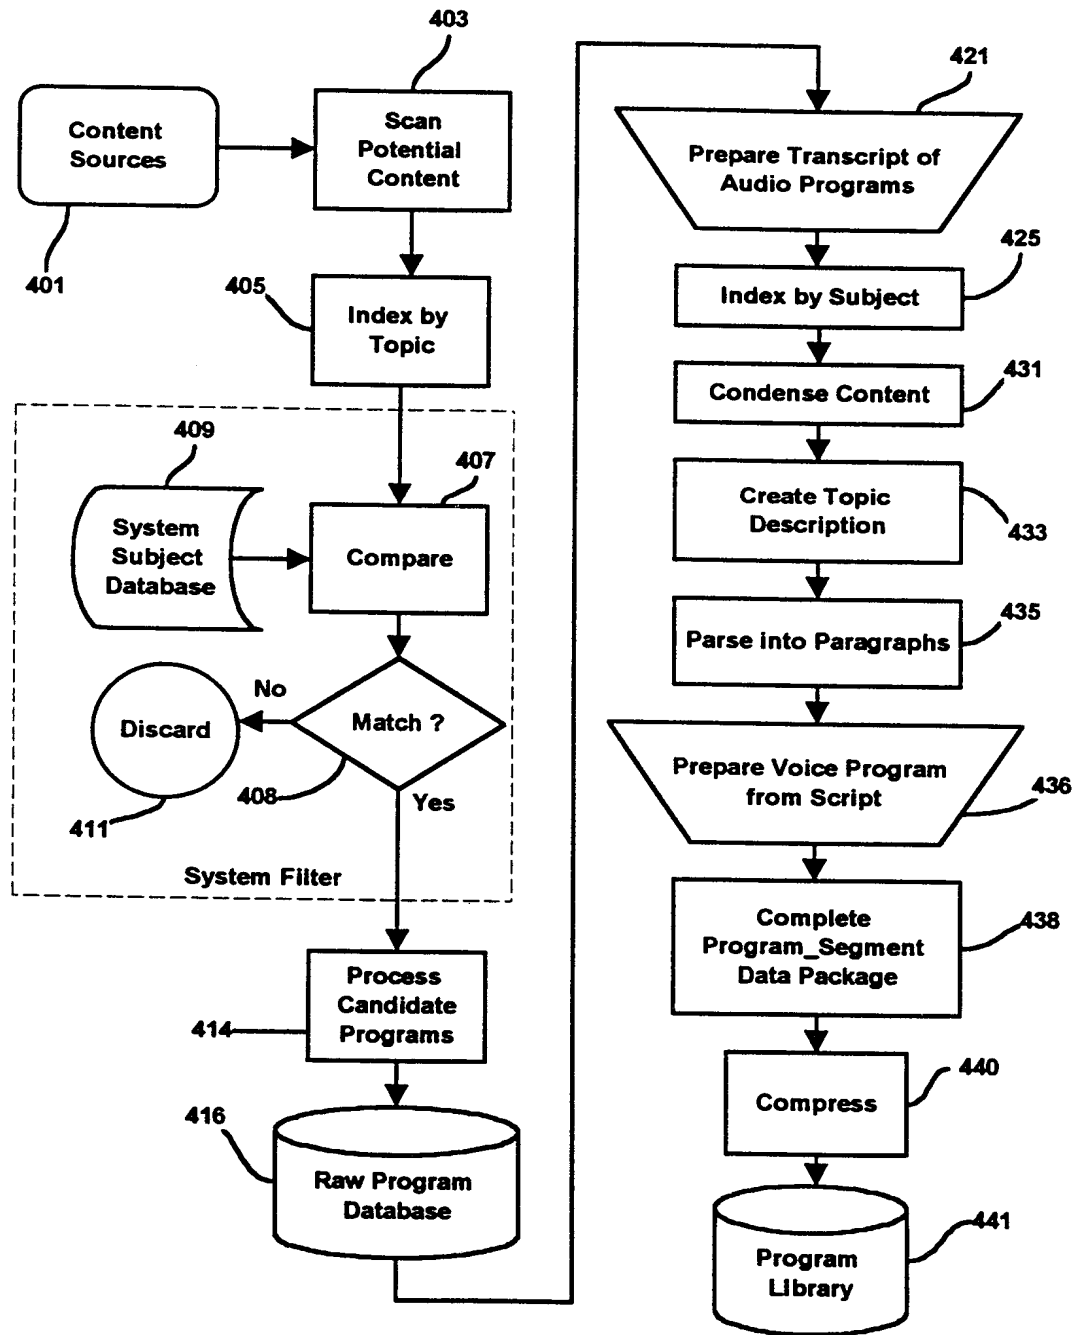 403
Content
Sources
401
Scan
Potential
Content
405
Index by
Topic
409
System
Subject
Database
407
Compare
No
Discard
411
Match ?
408
Yes
System Filter
Process
Candidate
Programs
414
416
Raw Program
Database
421
Prepare Transcript of
Audio Programs
425
Index by Subject
431
Condense Content
Create Topic
Description
433
435
Parse into Paragraphs
Prepare Voice Program
from Script
436
Complete
Program_Segment
Data Package
438
440
Compress
441
Program
Library